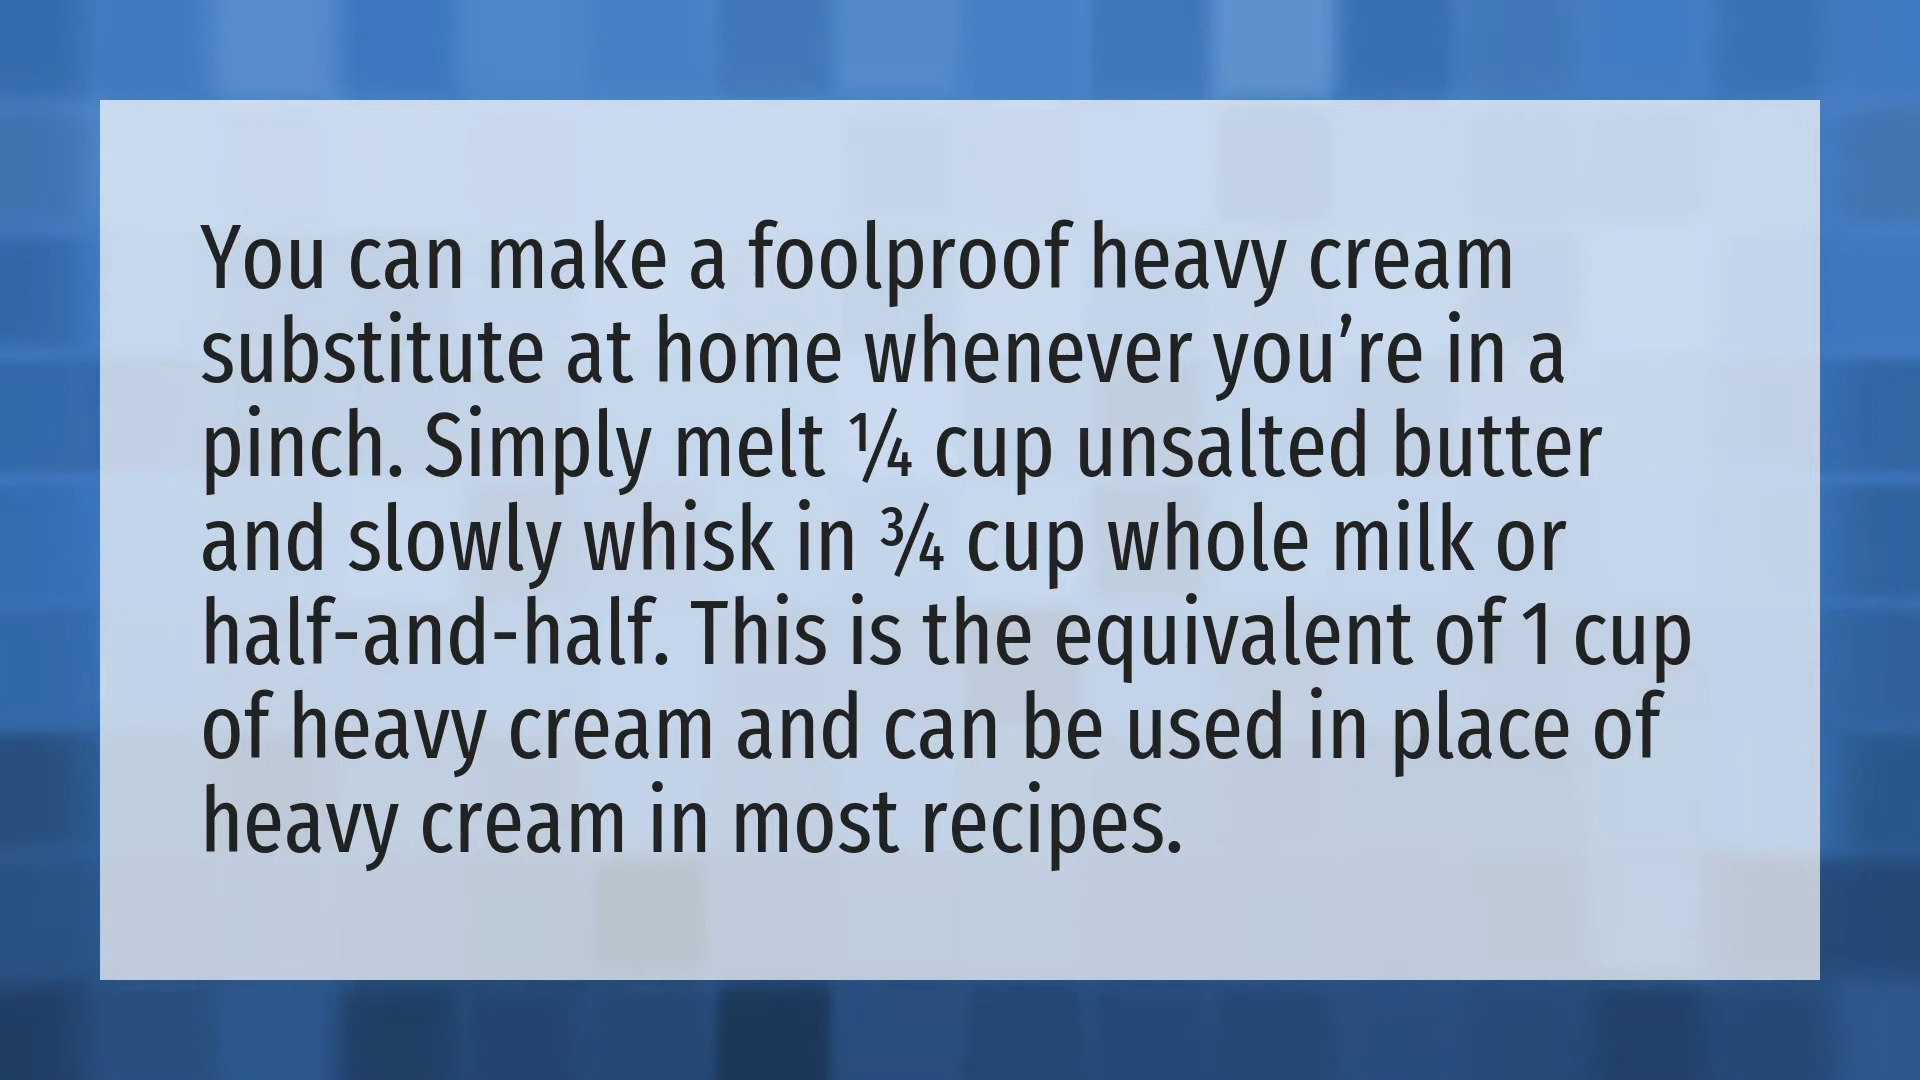 You can make a foolproof heavy cream
substitute at home whenever you’re in a
pinch. Simply melt ¼ cup unsalted butter
and slowly whisk in ¾ cup whole milk or
half-and-half. This is the equivalent of 1 cup
of heavy cream and can be used in place of
heavy cream in most recipes.